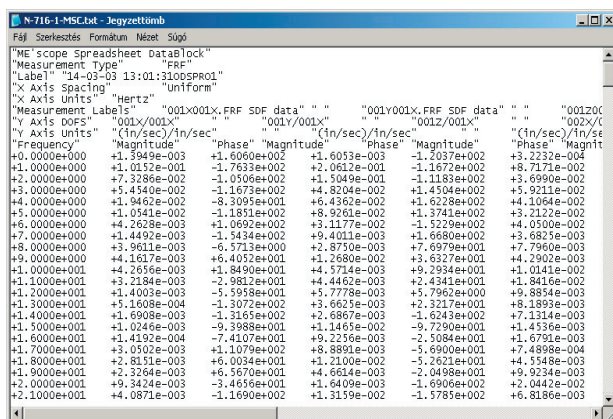 N-716-1-MSC.txt - Jegyzettömb
Fájl Szerkesztés Formátum Nézet Súgó
"ME'scope Spreadsheet DataBlock"
"Measurement Type" "FRF"
"Label" "14-03-03 13:01:31ODSPRO1"
"X Axis Spacing" "Uniform"
"X Axis Units" "Hertz"
"Measurement Labels" "001X001X.FRF SDF data" " " "001Y001X.FRF SDF data" " " "001Z00
"Y Axis DOFS" "001X/001X" " " "001Y/001X" " " "001Z/001X" " " "002X/0
"Y Axis Units" "(in/sec)/in/sec" " " "(in/sec)/in/sec" " " "(in/sec)/in/se
"Frequency" "Magnitude" "Phase" "Magnitude" "Phase" "Magnitude" "Phase" "Magnit
+0.0000e+000 +1.3949e-003 +1.6060e+002 +1.6053e-003 -1.2037e+002 +3.2232e-004
+1.0000e+000 +1.0152e-001 -1.7633e+002 +2.0612e-001 -1.1672e+002 +8.7171e-002
+2.0000e+000 +7.3286e-002 -1.0506e+002 +1.5049e-001 -1.1183e+002 +3.6990e-002
+3.0000e+000 +5.4540e-002 -1.1673e+002 +4.8204e-002 +1.4504e+002 +5.9211e-002
+4.0000e+000 +1.9462e-002 -8.3095e+001 +6.4362e-002 +1.6228e+002 +4.1064e-002
+5.0000e+000 +1.0541e-002 -1.1851e+002 +8.9261e-002 +1.3741e+002 +3.2122e-002
+6.0000e+000 +4.2628e-003 +1.0692e+002 +3.1177e-002 -1.5229e+002 +4.0500e-002
+7.0000e+000 +1.4492e-003 -1.5434e+002 +9.4011e-003 +1.6680e+002 +3.6825e-003
+8.0000e+000 +3.9611e-003 -6.5713e+000 +2.8750e-003 +7.6979e+001 +7.7960e-003
+9.0000e+000 +4.1617e-003 +6.4052e+001 +1.2680e-002 +3.6327e+001 +4.2902e-003
+1.0000e+001 +4.2656e-003 +1.8490e+001 +4.5714e-003 +9.2934e+001 +1.0141e-002
+1.1000e+001 +3.2184e-003 -2.9812e+001 +4.4462e-003 +2.4341e+001 +1.8416e-002
+1.2000e+001 +1.4003e-003 -5.5958e+001 +5.7778e-003 +5.7962e+000 +9.8854e-003
+1.3000e+001 +5.1608e-004 -1.3072e+002 +3.6625e-003 +2.3217e+001 +8.1893e-003
+1.4000e+001 +1.6908e-003 -1.3165e+002 +2.6867e-003 -1.6243e+002 +7.1314e-003
+1.5000e+001 +1.0246e-003 -9.3988e+001 +1.1465e-002 -9.7290e+001 +1.4536e-003
+1.6000e+001 +1.4192e-004 -7.4107e+001 +9.2256e-003 -2.5084e+001 +1.6791e-003
+1.7000e+001 +3.0502e-003 +1.1079e+002 +8.8891e-003 -5.6900e+001 +7.4898e-004
+1.8000e+001 +2.8151e-003 +6.0034e+001 +1.2100e-002 -5.2621e+001 +4.5548e-003
+1.9000e+001 +2.3264e-003 +6.5670e+001 +4.6614e-003 -2.0498e+001 +9.9234e-003
+2.0000e+001 +9.3424e-003 -3.4656e+001 +1.6409e-003 -1.6906e+001 +2.0442e-002
+2.1000e+001 +4.0871e-003 -1.1690e+002 +1.3159e-002 -1.5785e+002 +6.8186e-003